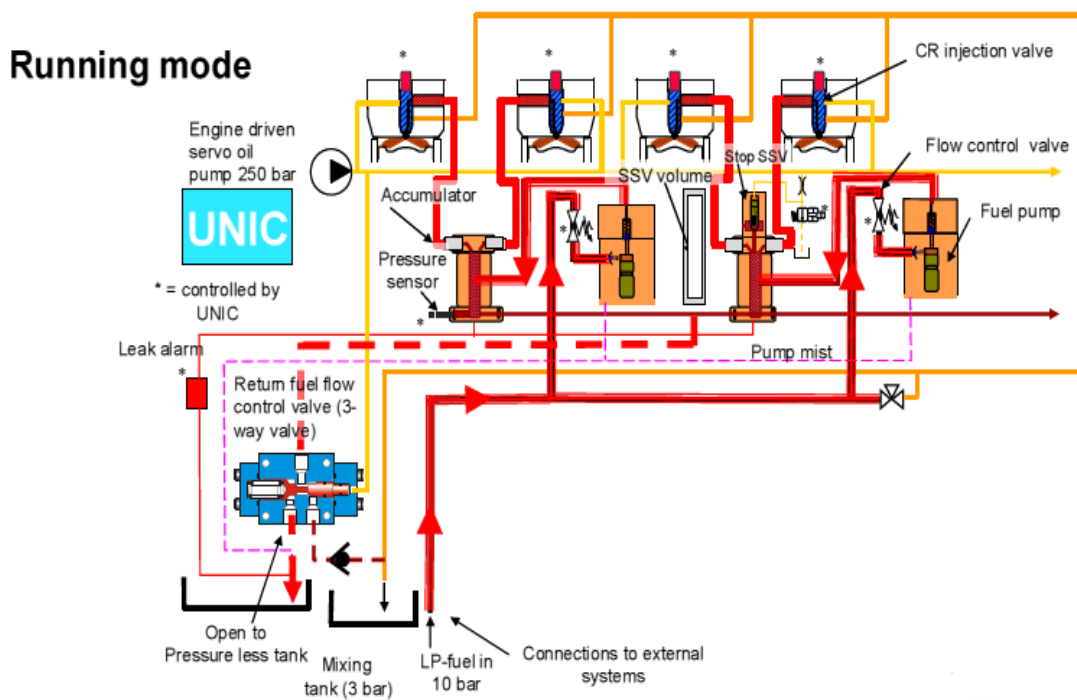 Running mode
*
*
*
*
CR injection valve
Engine driven
servo oil
pump 250 bar
UNIC
* = controlled by
UNIC
Accumulator
Pressure
sensor
*
*
SSV volume
Stop SSV
*
*
Flow control valve
Fuel pump
Leak alarm
*
Pump mist
Return fuel flow
control valve (3-
way valve)
Open to
Pressure less tank
Mixing
tank (3 bar)
LP-fuel in
10 bar
Connections to external
systems